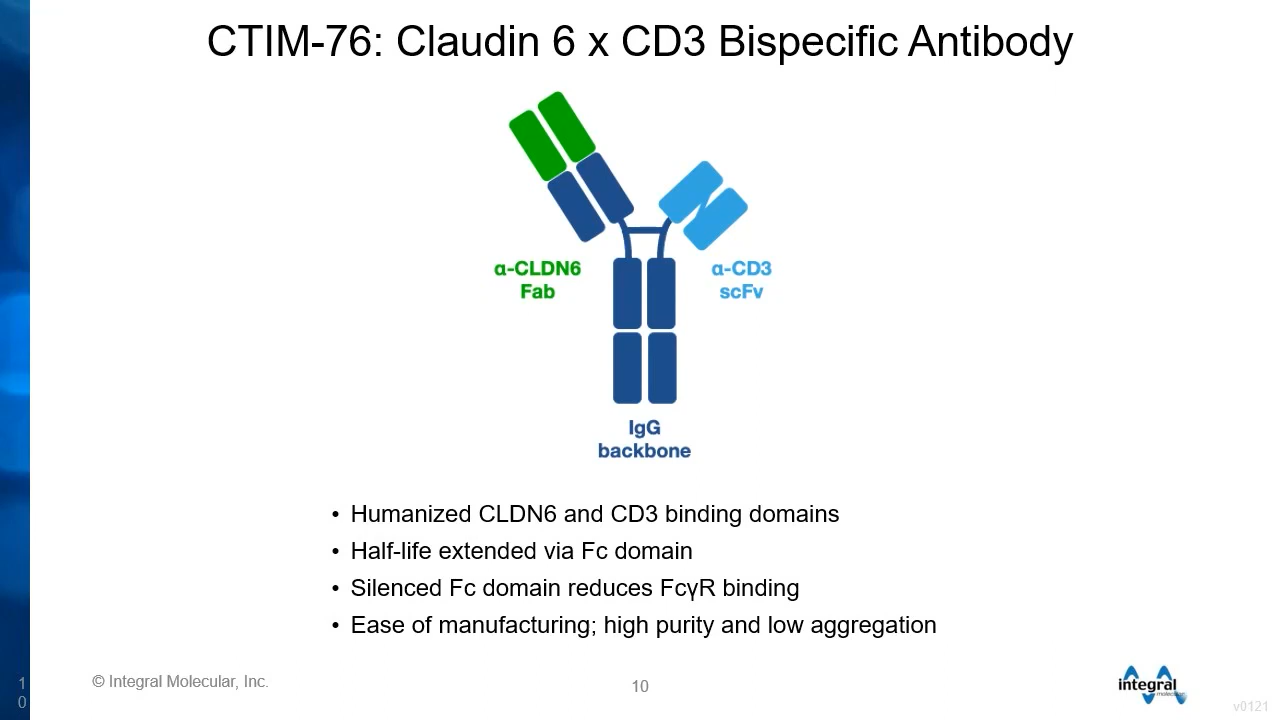 CTIM-76: Claudin 6 x CD3 Bispecific Antibody
α-CLDN6
Fab
α-CD3
scFv
IgG
backbone
• Humanized CLDN6 and CD3 binding domains
• Half-life extended via Fc domain
• Silenced Fc domain reduces FcγR binding
• Ease of manufacturing; high purity and low aggregation
1
0
© Integral Molecular, Inc.
10
integral
molecular
v0121